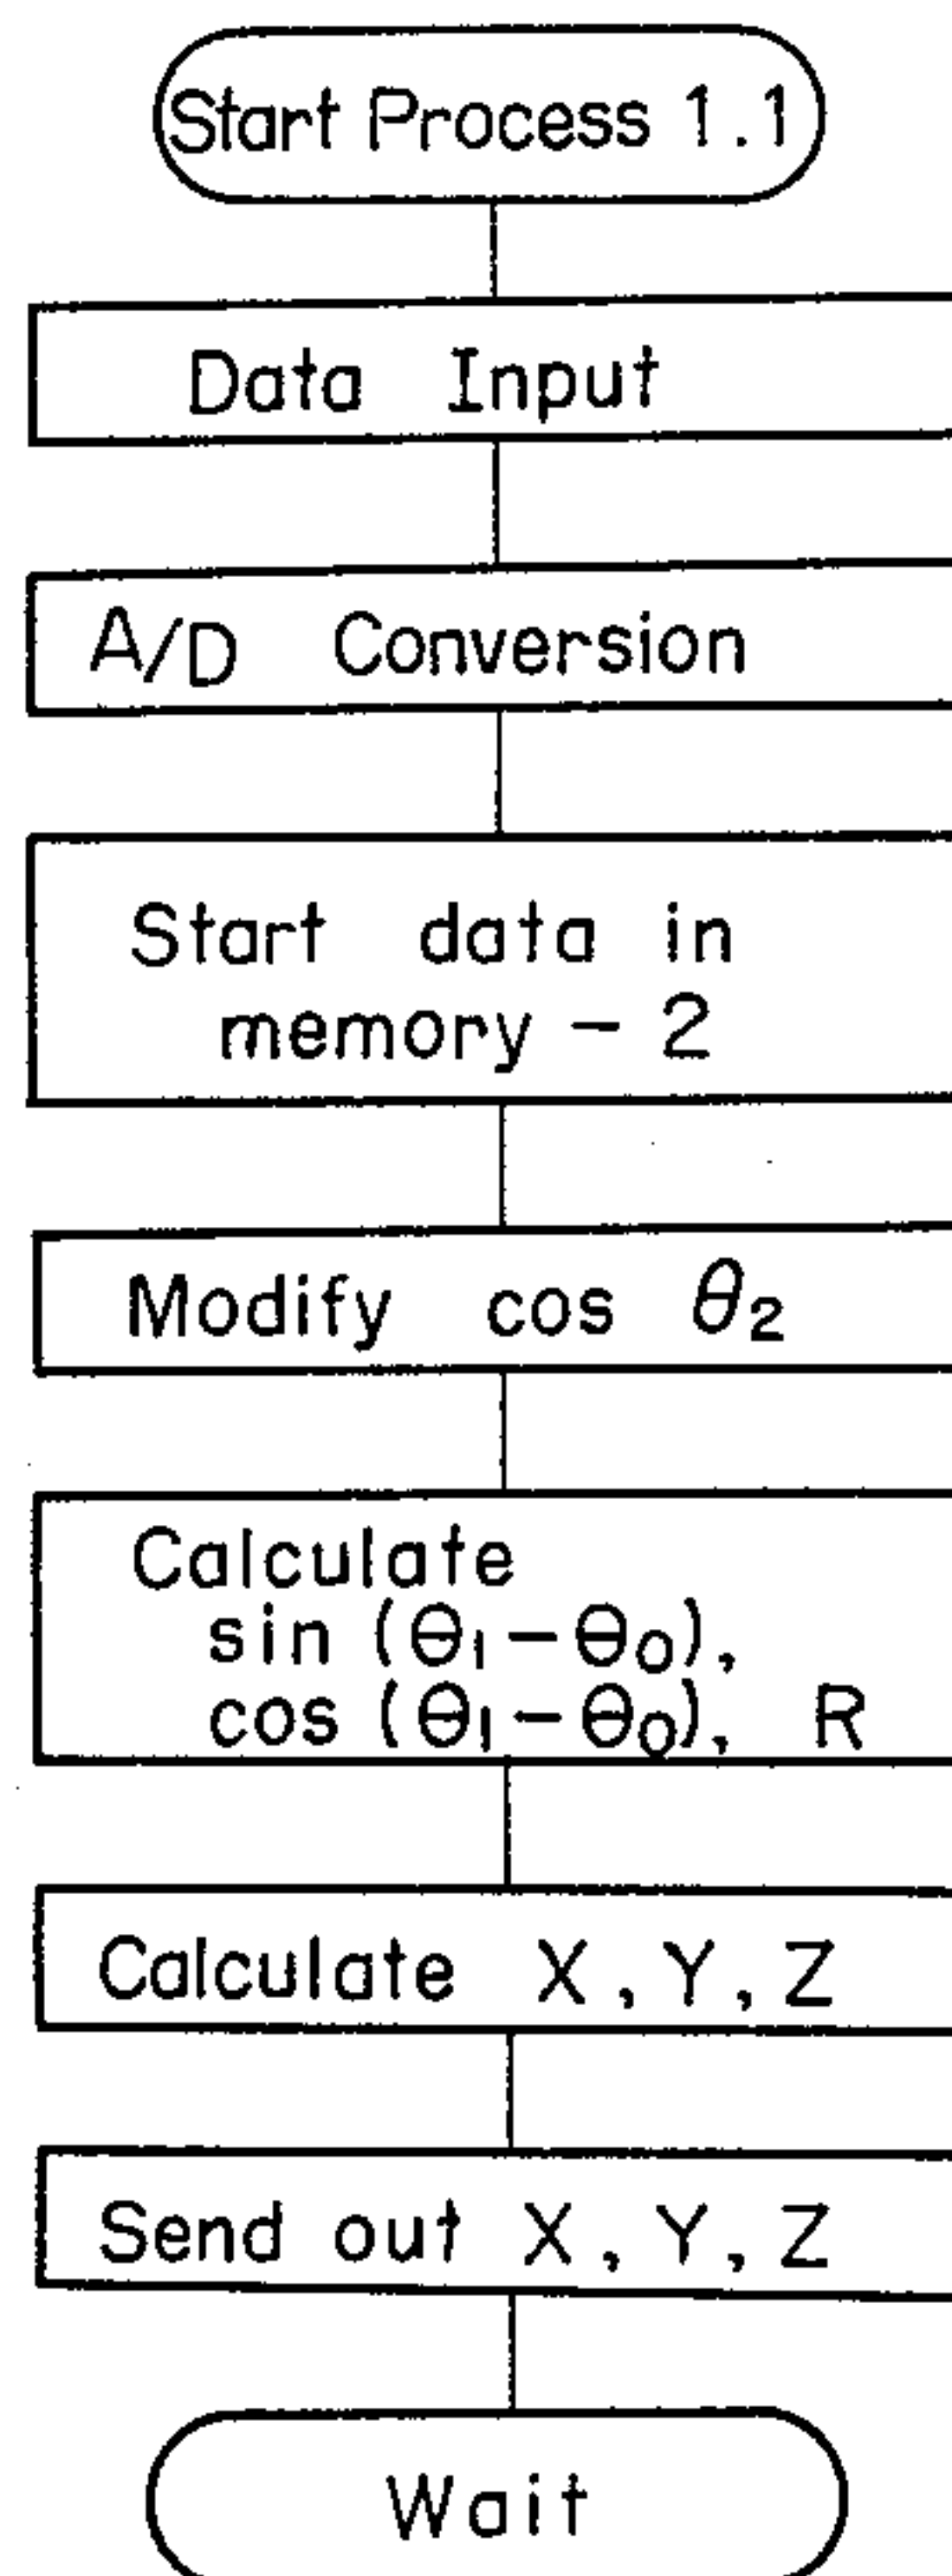 Start Process 1.1
Data Input
A/D Conversion
Start data in
memory - 2
Modify cos θ₂
Calculate
sin (θ₁-θ₀),
cos (θ₁-θ₀), R
Calculate X, Y, Z
Send out X, Y, Z
Wait